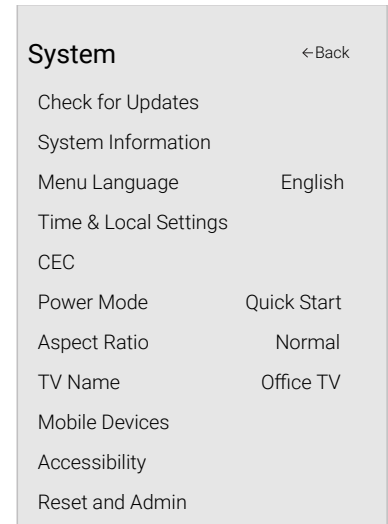 System ←Back
Check for Updates
System Information
Menu Language English
Time & Local Settings
CEC
Power Mode Quick Start
Aspect Ratio Normal
TV Name Office TV
Mobile Devices
Accessibility
Reset and Admin